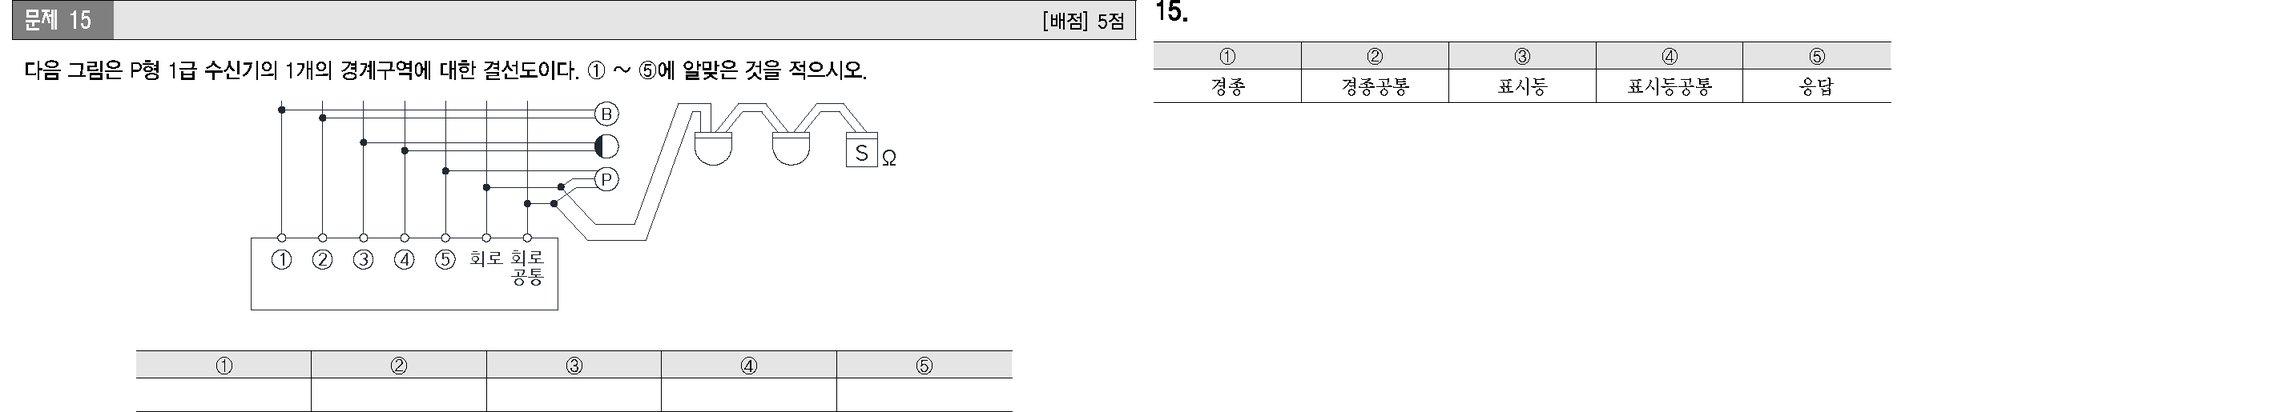 문제 15
[배점] 5점
다음 그림은 P형 1급 수신기의 1개의 경계구역에 대한 결선도이다. ① ~ ⑤에 알맞은 것을 적으시오.
B
P
S Ω
① ② ③ ④ ⑤ 회로 회로
공통
① ② ③ ④ ⑤
15.
① ② ③ ④ ⑤
경종 경종공통 표시등 표시등공통 응답